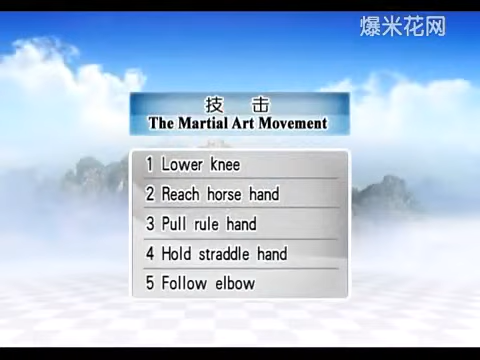 爆米花网
技 击
The Martial Art Movement
1 Lower knee
2 Reach horse hand
3 Pull rule hand
4 Hold straddle hand
5 Follow elbow